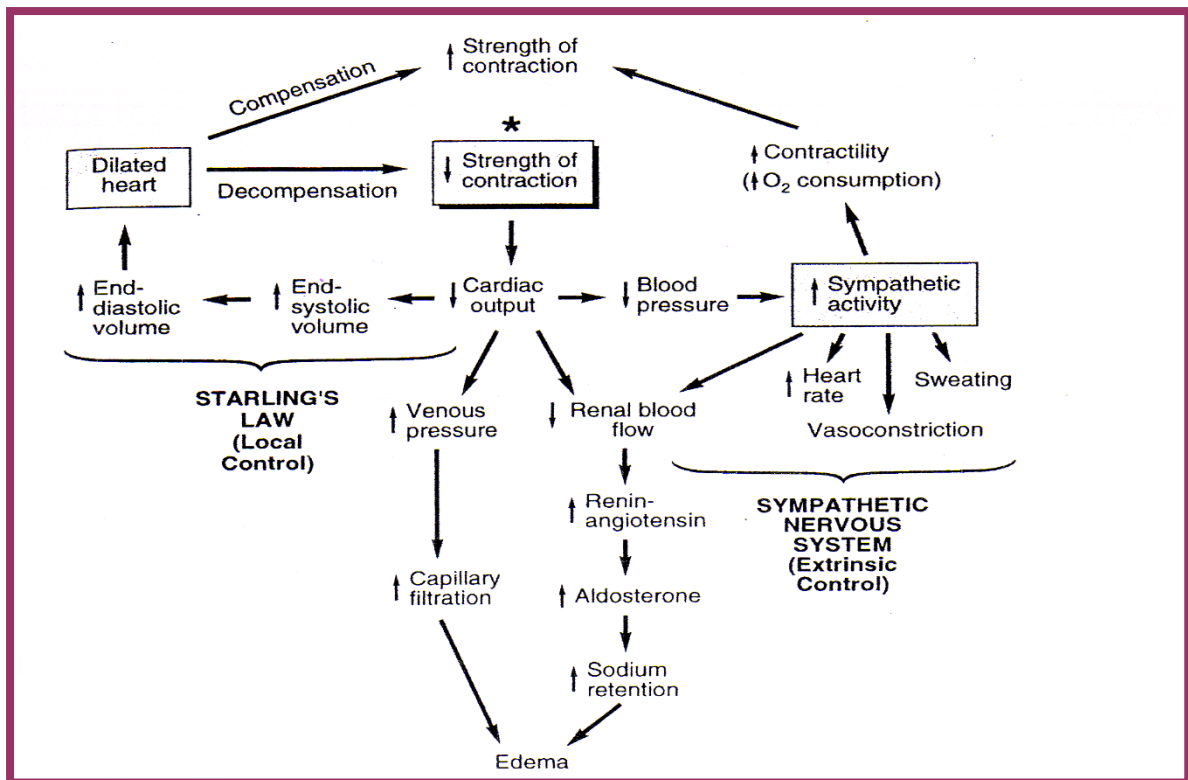 ↑ Strength of
contraction
Compensation
*
Dilated
heart
Decompensation
↓ Strength of
contraction
↑ Contractility
(↑O₂ consumption)
↑ End-
diastolic
volume
↑ End-
systolic
volume
↓ Cardiac
output
↓ Blood
pressure
↑ Sympathetic
activity
STARLING'S
LAW
(Local
Control)
↑ Venous
pressure
↓ Renal blood
flow
↑ Heart
rate
Sweating
Vasoconstriction
↑ Renin-
angiotensin
SYMPATHETIC
NERVOUS
SYSTEM
(Extrinsic
Control)
↑ Capillary
filtration
↑ Aldosterone
↑ Sodium
retention
Edema